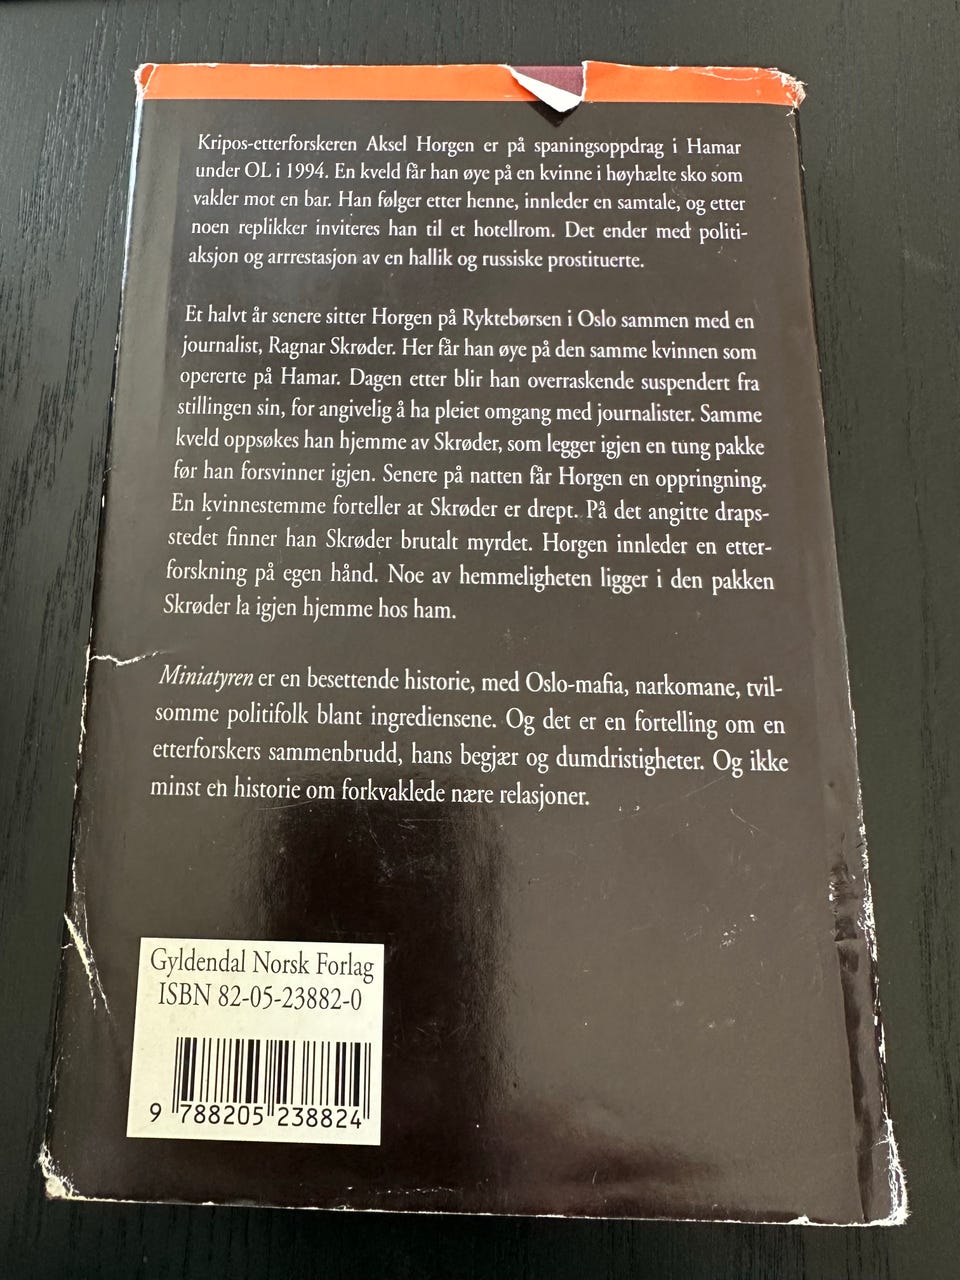 Kripos-etterforskeren Aksel Horgen er på spaningsoppdrag i Hamar
under OL i 1994. En kveld får han øye på en kvinne i høyhælte sko som
vakler mot en bar. Han følger etter henne, innleder en samtale, og etter
noen replikker inviteres han til et hotellrom. Det ender med politi-
aksjon og arrrestasjon av en hallik og russiske prostituerte.
Et halvt år senere sitter Horgen på Ryktebørsen i Oslo sammen med en
journalist, Ragnar Skrøder. Her får han øye på den samme kvinnen som
opererte på Hamar. Dagen etter blir han overraskende suspendert fra
stillingen sin, for angivelig å ha pleiet omgang med journalister. Samme
kveld oppsøkes han hjemme av Skrøder, som legger igjen en tung pakke
før han forsvinner igjen. Senere på natten får Horgen en oppringning.
En kvinnestemme forteller at Skrøder er drept. På det angitte draps-
stedet finner han Skrøder brutalt myrdet. Horgen innleder en etter-
forskning på egen hånd. Noe av hemmeligheten ligger i den pakken
Skrøder la igjen hjemme hos ham.
Miniatyren er en besettende historie, med Oslo-mafia, narkomane, tvil-
somme politifolk blant ingrediensene. Og det er en fortelling om en
etterforskers sammenbrudd, hans begjær og dumdristigheter. Og ikke
minst en historie om forkvaklede nære relasjoner.
Gyldendal Norsk Forlag
ISBN 82-05-23882-0
9 788205 238824